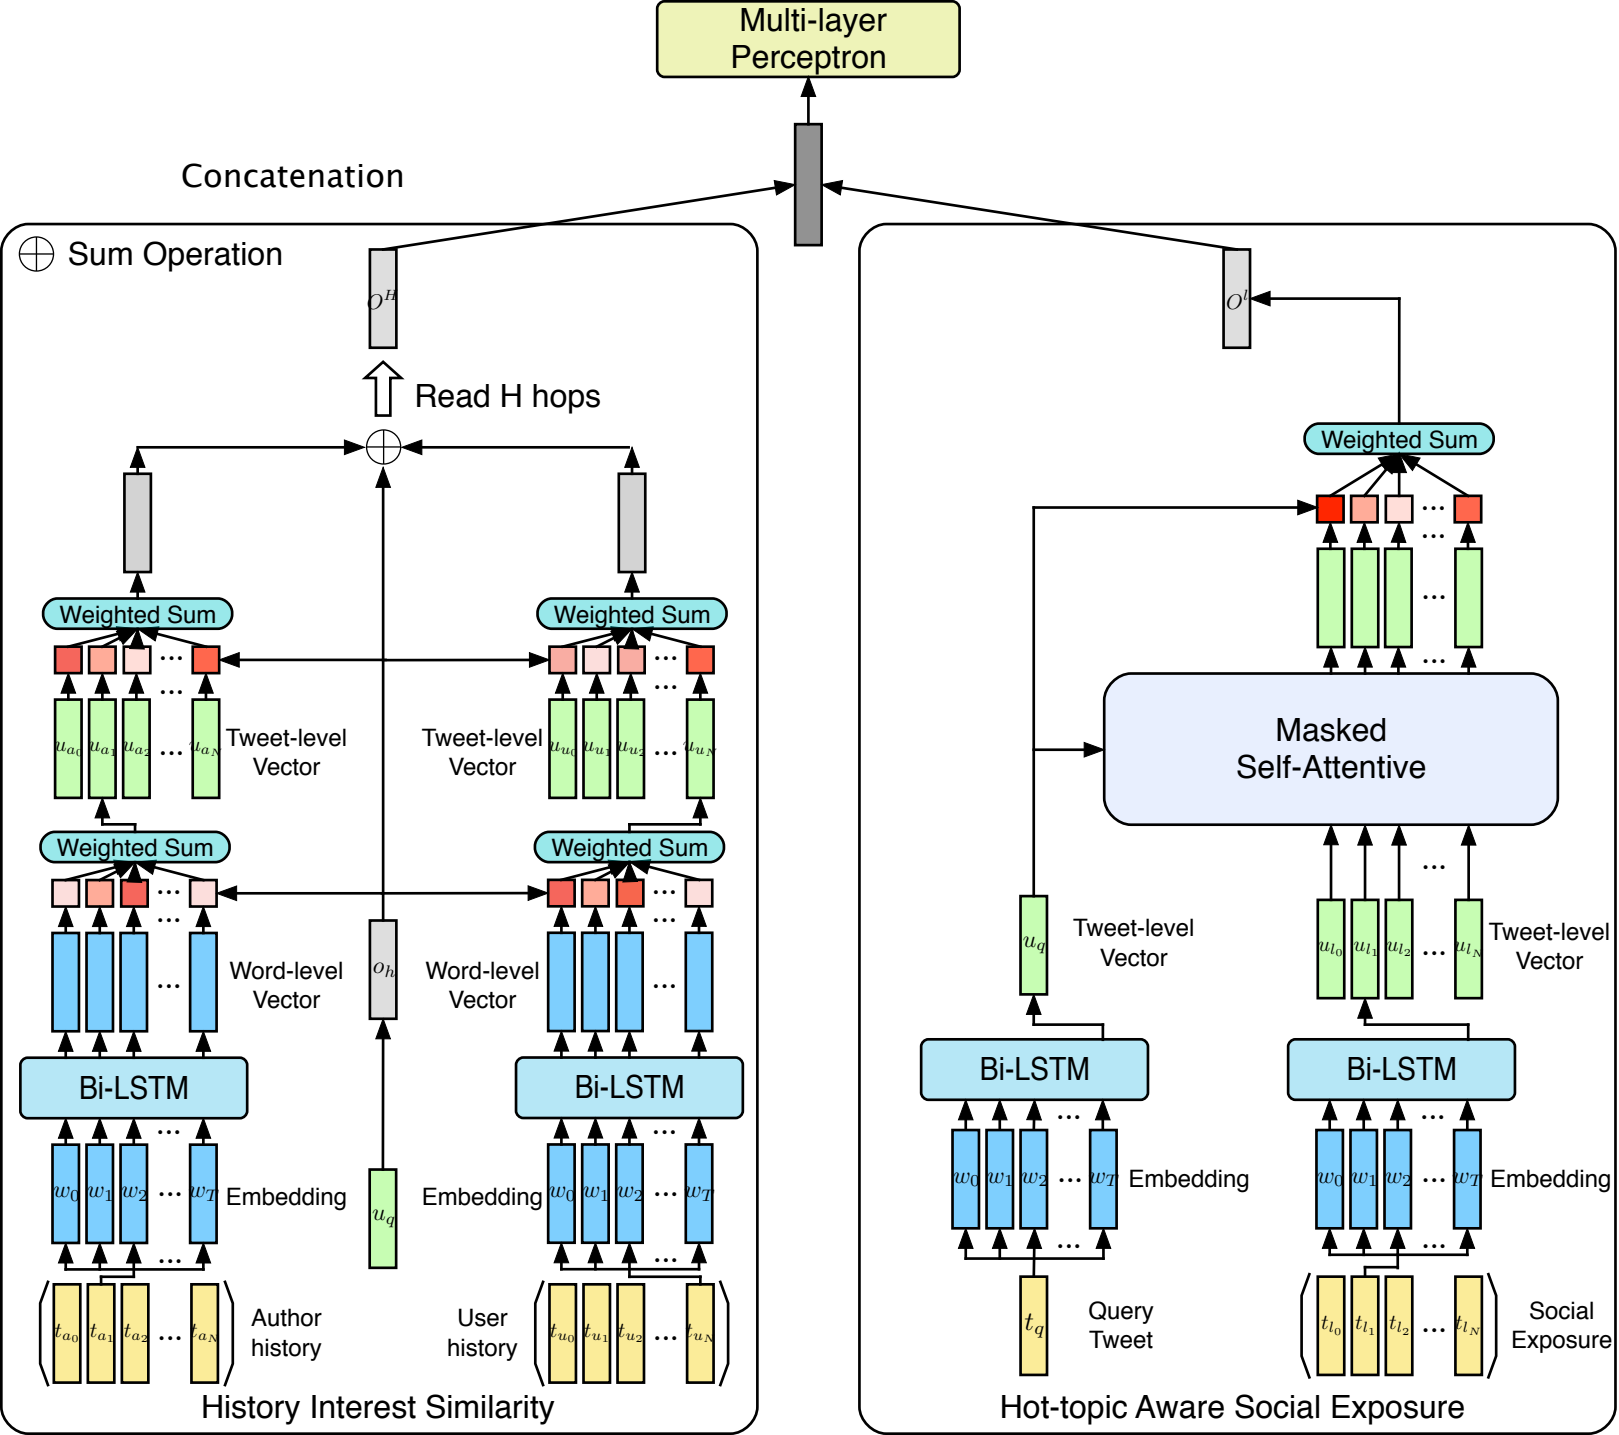 Multi-layer
Perceptron
Concatenation
Sum Operation
O^H
O^l
Read H hops
Weighted Sum
Weighted Sum
Weighted Sum
... ... ...
... ... ...
u_{a_0} u_{a_1} u_{a_2} ... u_{a_N}
Tweet-level
Vector
Tweet-level
Vector
u_{u_0} u_{u_1} u_{u_2} ... u_{u_N}
...
...
Masked
Self-Attentive
Weighted Sum
Weighted Sum
... ... ...
... ...
Word-level
Vector
Word-level
Vector
... ...
o_h
u_q
Tweet-level
Vector
u_{l_0} u_{l_1} u_{l_2} ... u_{l_N}
Tweet-level
Vector
Bi-LSTM
Bi-LSTM
Bi-LSTM
Bi-LSTM
... ... ... ...
w_0 w_1 w_2 ... w_T
Embedding
u_q
Embedding
w_0 w_1 w_2 ... w_T
w_0 w_1 w_2 ... w_T
Embedding
w_0 w_1 w_2 ... w_T
Embedding
... ... ... ...
(t_{a_0} t_{a_1} t_{a_2} ... t_{a_N})
Author
history
User
history
(t_{u_0} t_{u_1} t_{u_2} ... t_{u_N})
t_q
Query
Tweet
(t_{l_0} t_{l_1} t_{l_2} ... t_{l_N})
Social
Exposure
History Interest Similarity
Hot-topic Aware Social Exposure